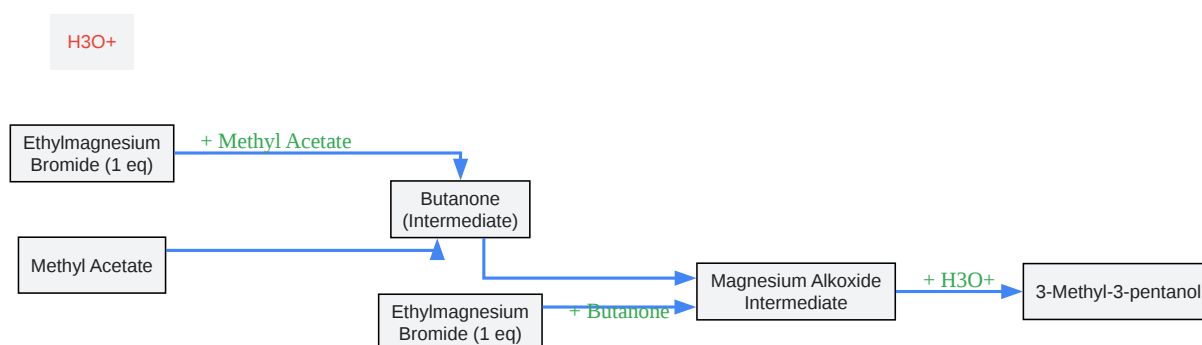 H3O+
Ethylmagnesium
Bromide (1 eq)
+ Methyl Acetate
Butanone
(Intermediate)
Methyl Acetate
Ethylmagnesium
Bromide (1 eq)
+ Butanone
Magnesium Alkoxide
Intermediate
+ H3O+
3-Methyl-3-pentanol